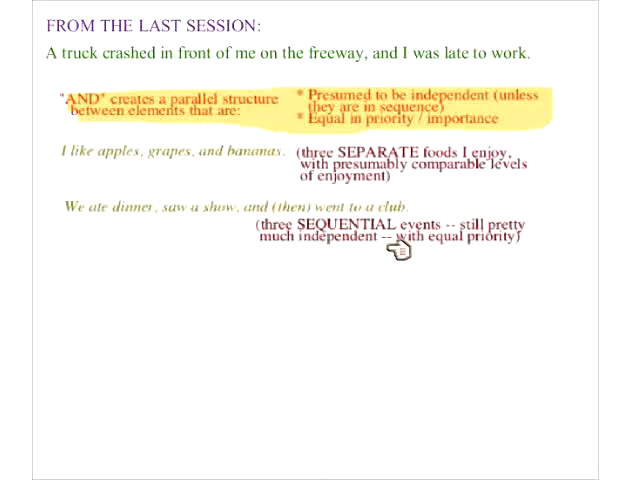 FROM THE LAST SESSION:
A truck crashed in front of me on the freeway, and I was late to work.
"AND" creates a parallel structure
between elements that are:
* Presumed to be independent (unless
they are in sequence)
* Equal in priority / importance
I like apples, grapes, and bananas.
(three SEPARATE foods I enjoy,
with presumably comparable levels
of enjoyment)
We ate dinner, saw a show, and (then) went to a club.
(three SEQUENTIAL events -- still pretty
much independent -- with equal priority)